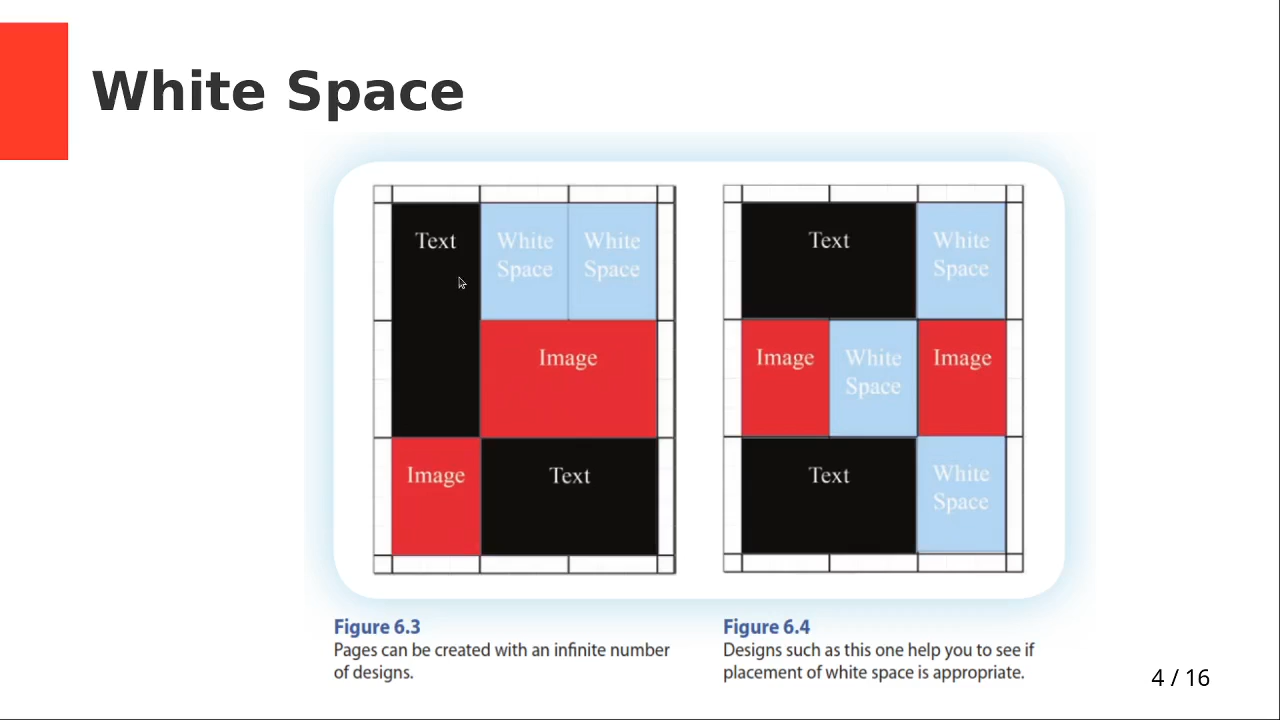 White Space
Text
White
Space
White
Space
Image
Image
Text
Text
White
Space
Image
White
Space
Image
Text
White
Space
Figure 6.3
Pages can be created with an infinite number
of designs.
Figure 6.4
Designs such as this one help you to see if
placement of white space is appropriate.
4 / 16